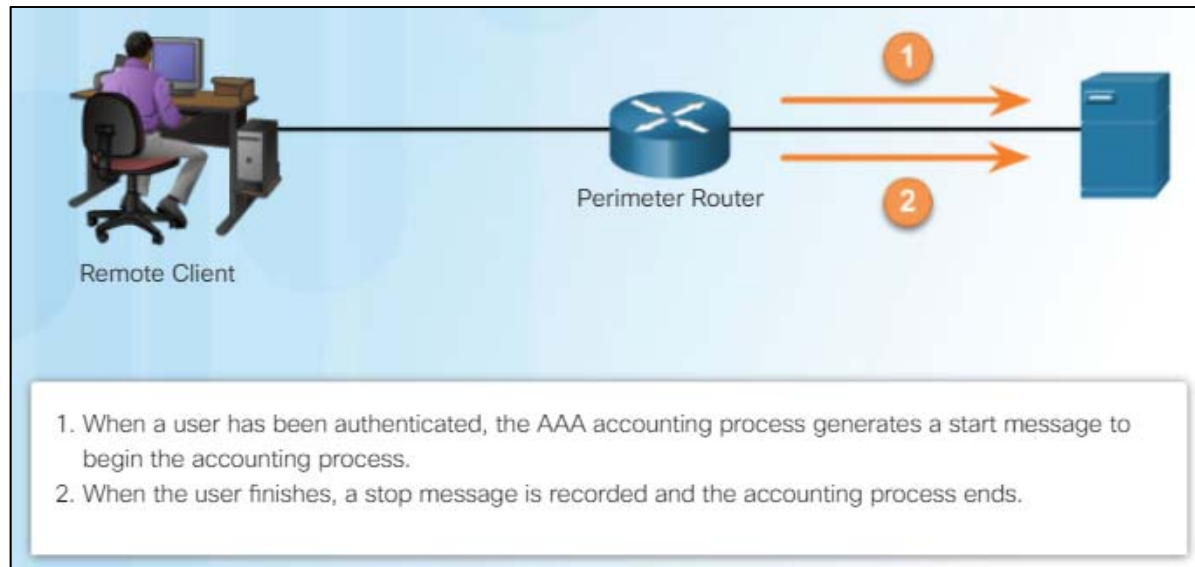 1
Perimeter Router
2
Remote Client
1. When a user has been authenticated, the AAA accounting process generates a start message to
begin the accounting process.
2. When the user finishes, a stop message is recorded and the accounting process ends.